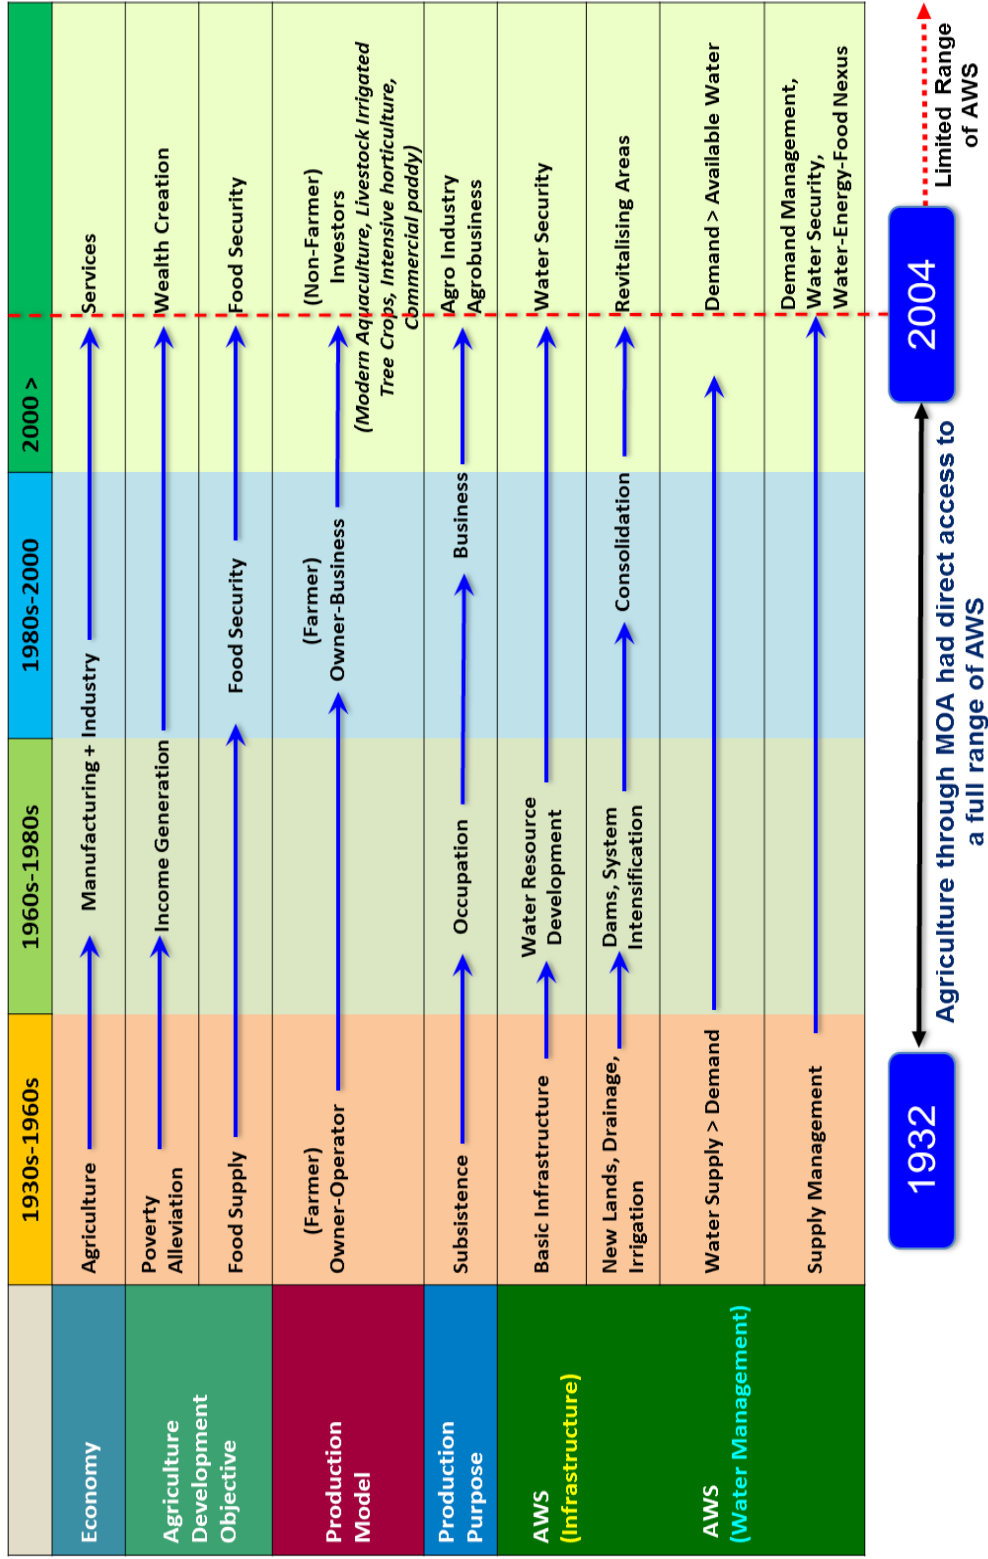 1930s-1960s
1960s-1980s
1980s-2000
2000 >
Economy
Agriculture
Manufacturing + Industry
Services
Agriculture
Development
Objective
Poverty
Alleviation
Income Generation
Wealth Creation
Food Supply
Food Security
Food Security
Production
Model
(Farmer)
Owner-Operator
(Farmer)
Owner-Business
(Non-Farmer)
Investors
(Modern Aquaculture, Livestock Irrigated
Tree Crops, Intensive horticulture,
Commercial paddy)
Production
Purpose
Subsistence
Occupation
Business
Agro Industry
Agrobusiness
AWS
(Infrastructure)
Basic Infrastructure
Water Resource
Development
Water Security
New Lands, Drainage,
Irrigation
Dams, System
Intensification
Consolidation
Revitalising Areas
AWS
(Water Management)
Water Supply > Demand
Demand > Available Water
Supply Management
Demand Management,
Water Security,
Water-Energy-Food Nexus
1932
Agriculture through MOA had direct access to
a full range of AWS
2004
Limited Range
of AWS